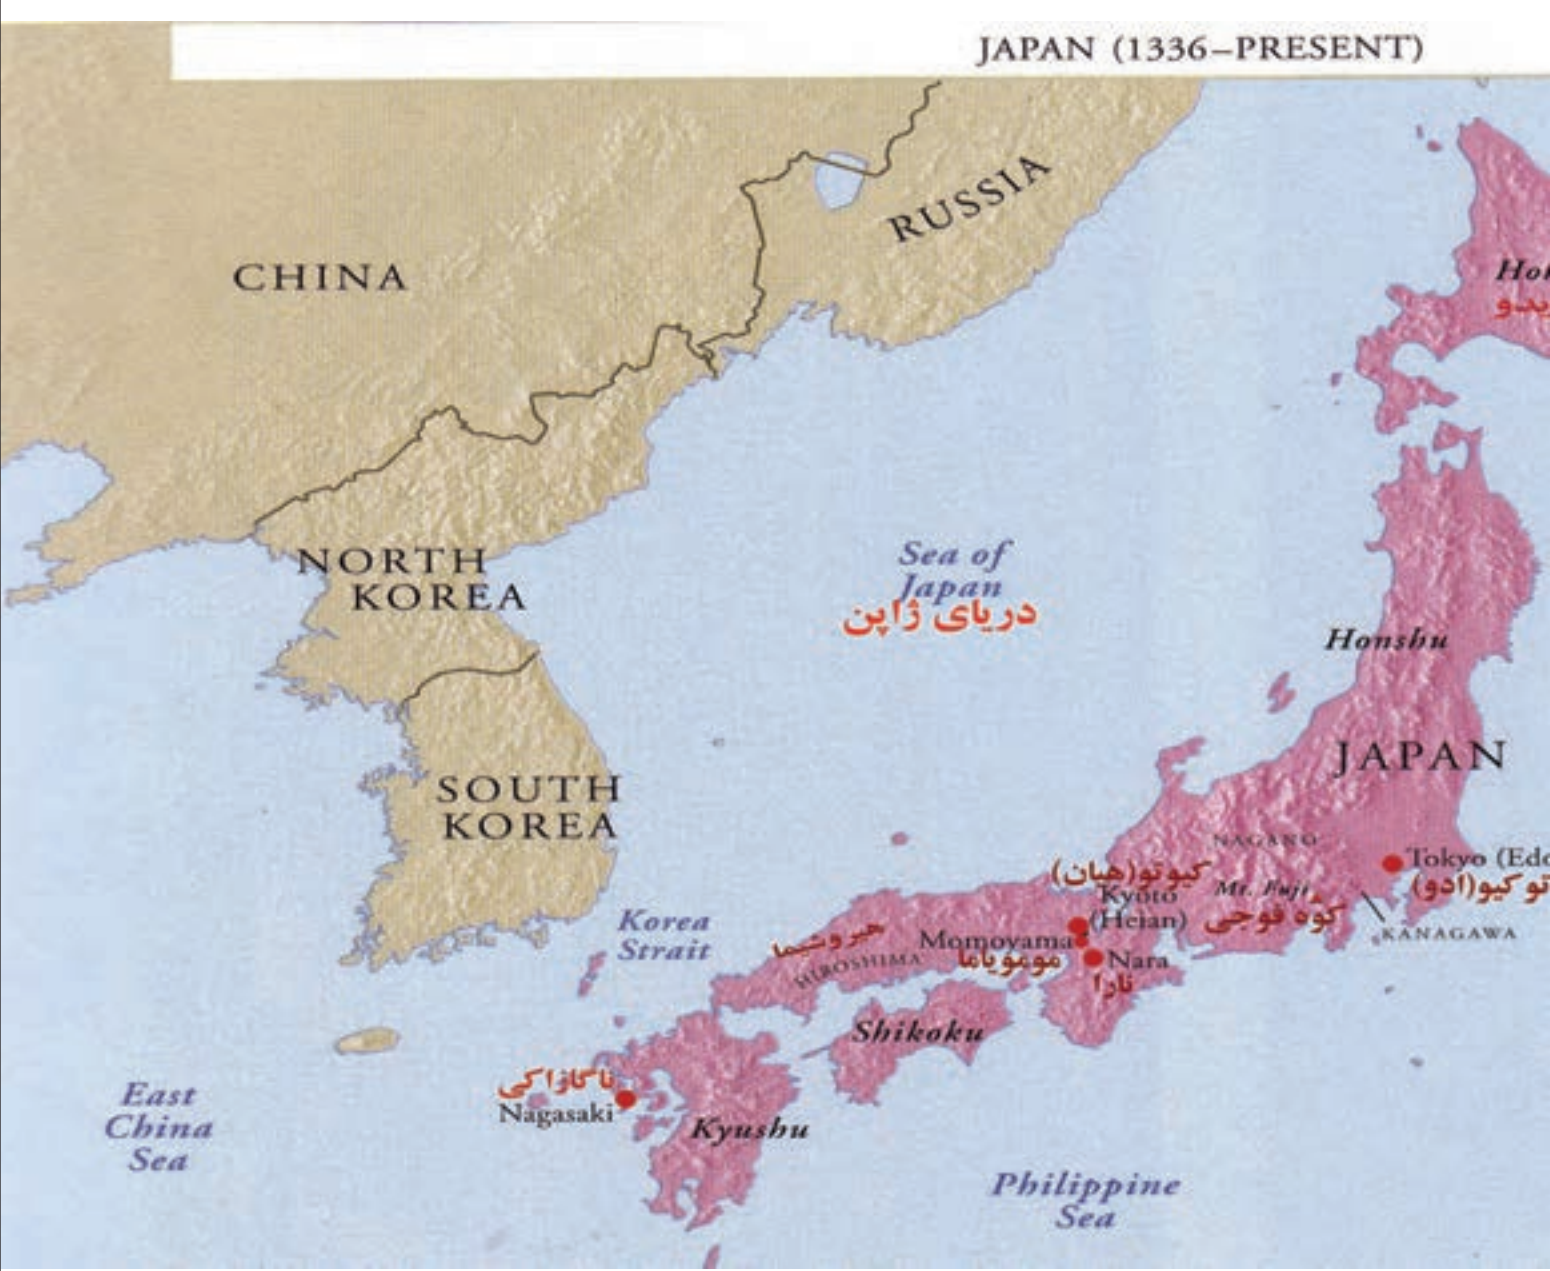 JAPAN (1336–PRESENT)
RUSSIA
CHINA
NORTH
KOREA
Sea of
Japan
دریای ژاپن
Honshu
JAPAN
SOUTH
KOREA
NAGANO
Tokyo (Edo
توکیو(ادو)
کیوتو(هیان)
Kyoto
(Heian)
Mt. Fuji
کوه فوجی
KANAGAWA
Korea
Strait
هیروشیما
HIROSHIMA
Momoyama
مومویاما
Nara
نارا
Shikoku
ناگازاکی
Nagasaki
Kyushu
East
China
Sea
Philippine
Sea